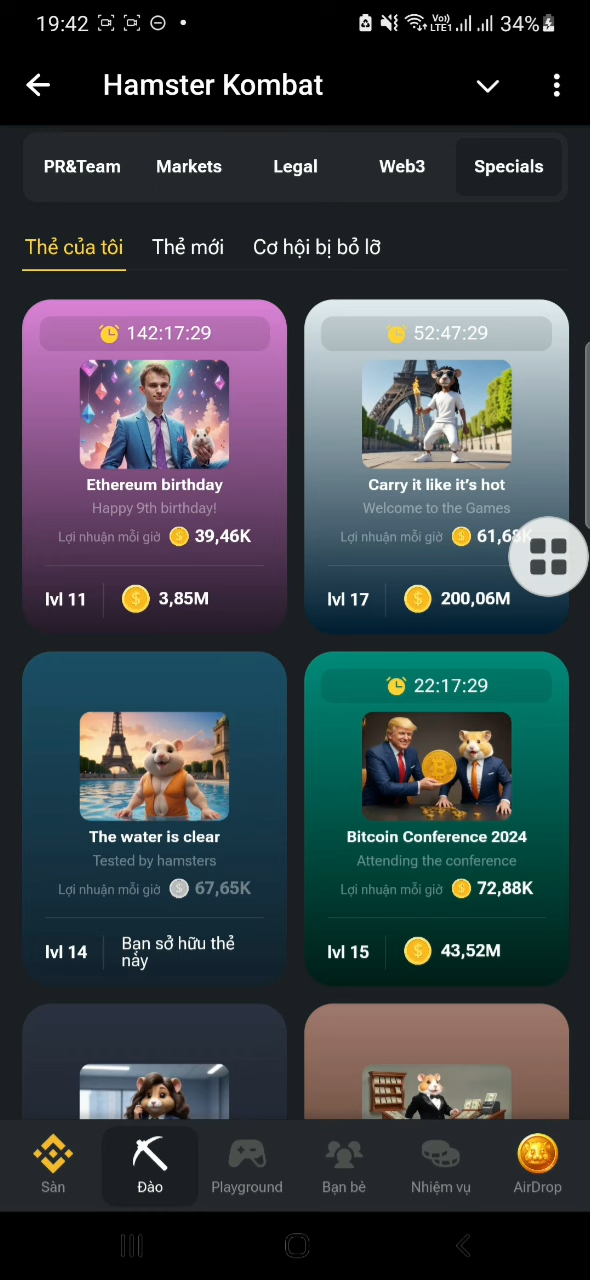 19:42
Vo))
LTE1
34%
Hamster Kombat
PR&Team Markets Legal Web3 Specials
Thẻ của tôi Thẻ mới Cơ hội bị bỏ lỡ
142:17:29
Ethereum birthday
Happy 9th birthday!
Lợi nhuận mỗi giờ 39,46K
lvl 11 3,85M
52:47:29
Carry it like it's hot
Welcome to the Games
Lợi nhuận mỗi giờ 61,68K
lvl 17 200,06M
The water is clear
Tested by hamsters
Lợi nhuận mỗi giờ 67,65K
lvl 14 Bạn sở hữu thẻ
này
22:17:29
Bitcoin Conference 2024
Attending the conference
Lợi nhuận mỗi giờ 72,88K
lvl 15 43,52M
Sàn Đào Playground Bạn bè Nhiệm vụ AirDrop